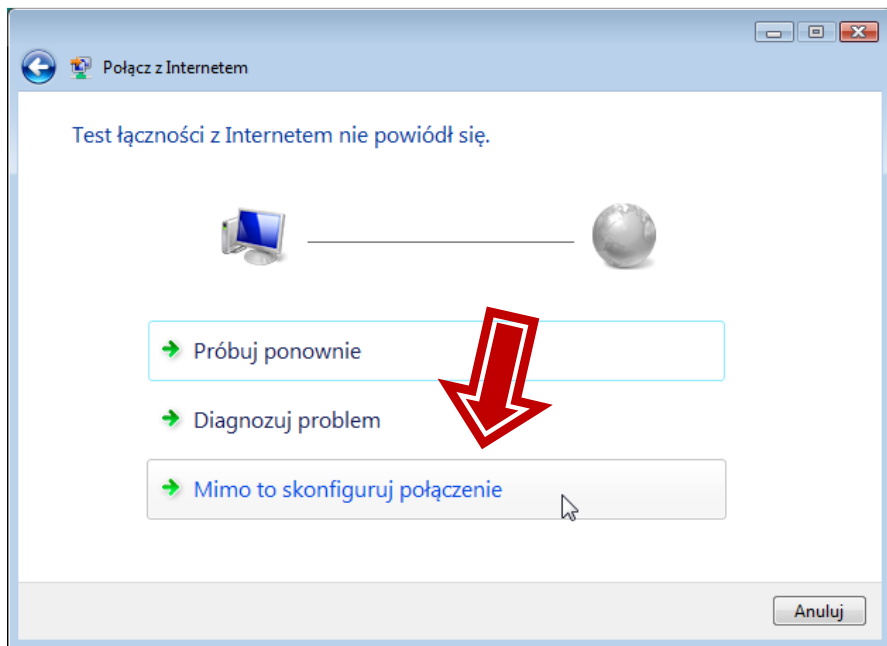 Połącz z Internetem
Test łączności z Internetem nie powiódł się.
Próbuj ponownie
Diagnozuj problem
Mimo to skonfiguruj połączenie
Anuluj